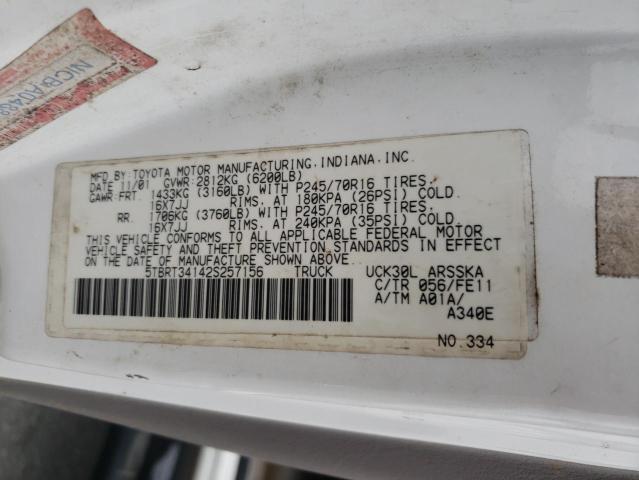 NICB
MFD.BY:TOYOTA MOTOR MANUFACTURING,INDIANA,INC.
DATE 11/01 GVWR:2812KG (6200LB)
GAWR:FRT. 1433KG (3160LB) WITH P245/70R16 TIRES.
16X7JJ RIMS. AT 180KPA (26PSI) COLD.
RR. 1706KG (3760LB) WITH P245/70R16 TIRES.
16X7JJ RIMS. AT 240KPA (35PSI) COLD.
THIS VEHICLE CONFORMS TO ALL APPLICABLE FEDERAL MOTOR
VEHICLE SAFETY AND THEFT PREVENTION STANDARDS IN EFFECT
ON THE DATE OF MANUFACTURE SHOWN ABOVE.
5TBRT34142S257156 TRUCK UCK30L ARSSKA
C/TR 056/FE11
A/TM A01A/
A340E
NO.334